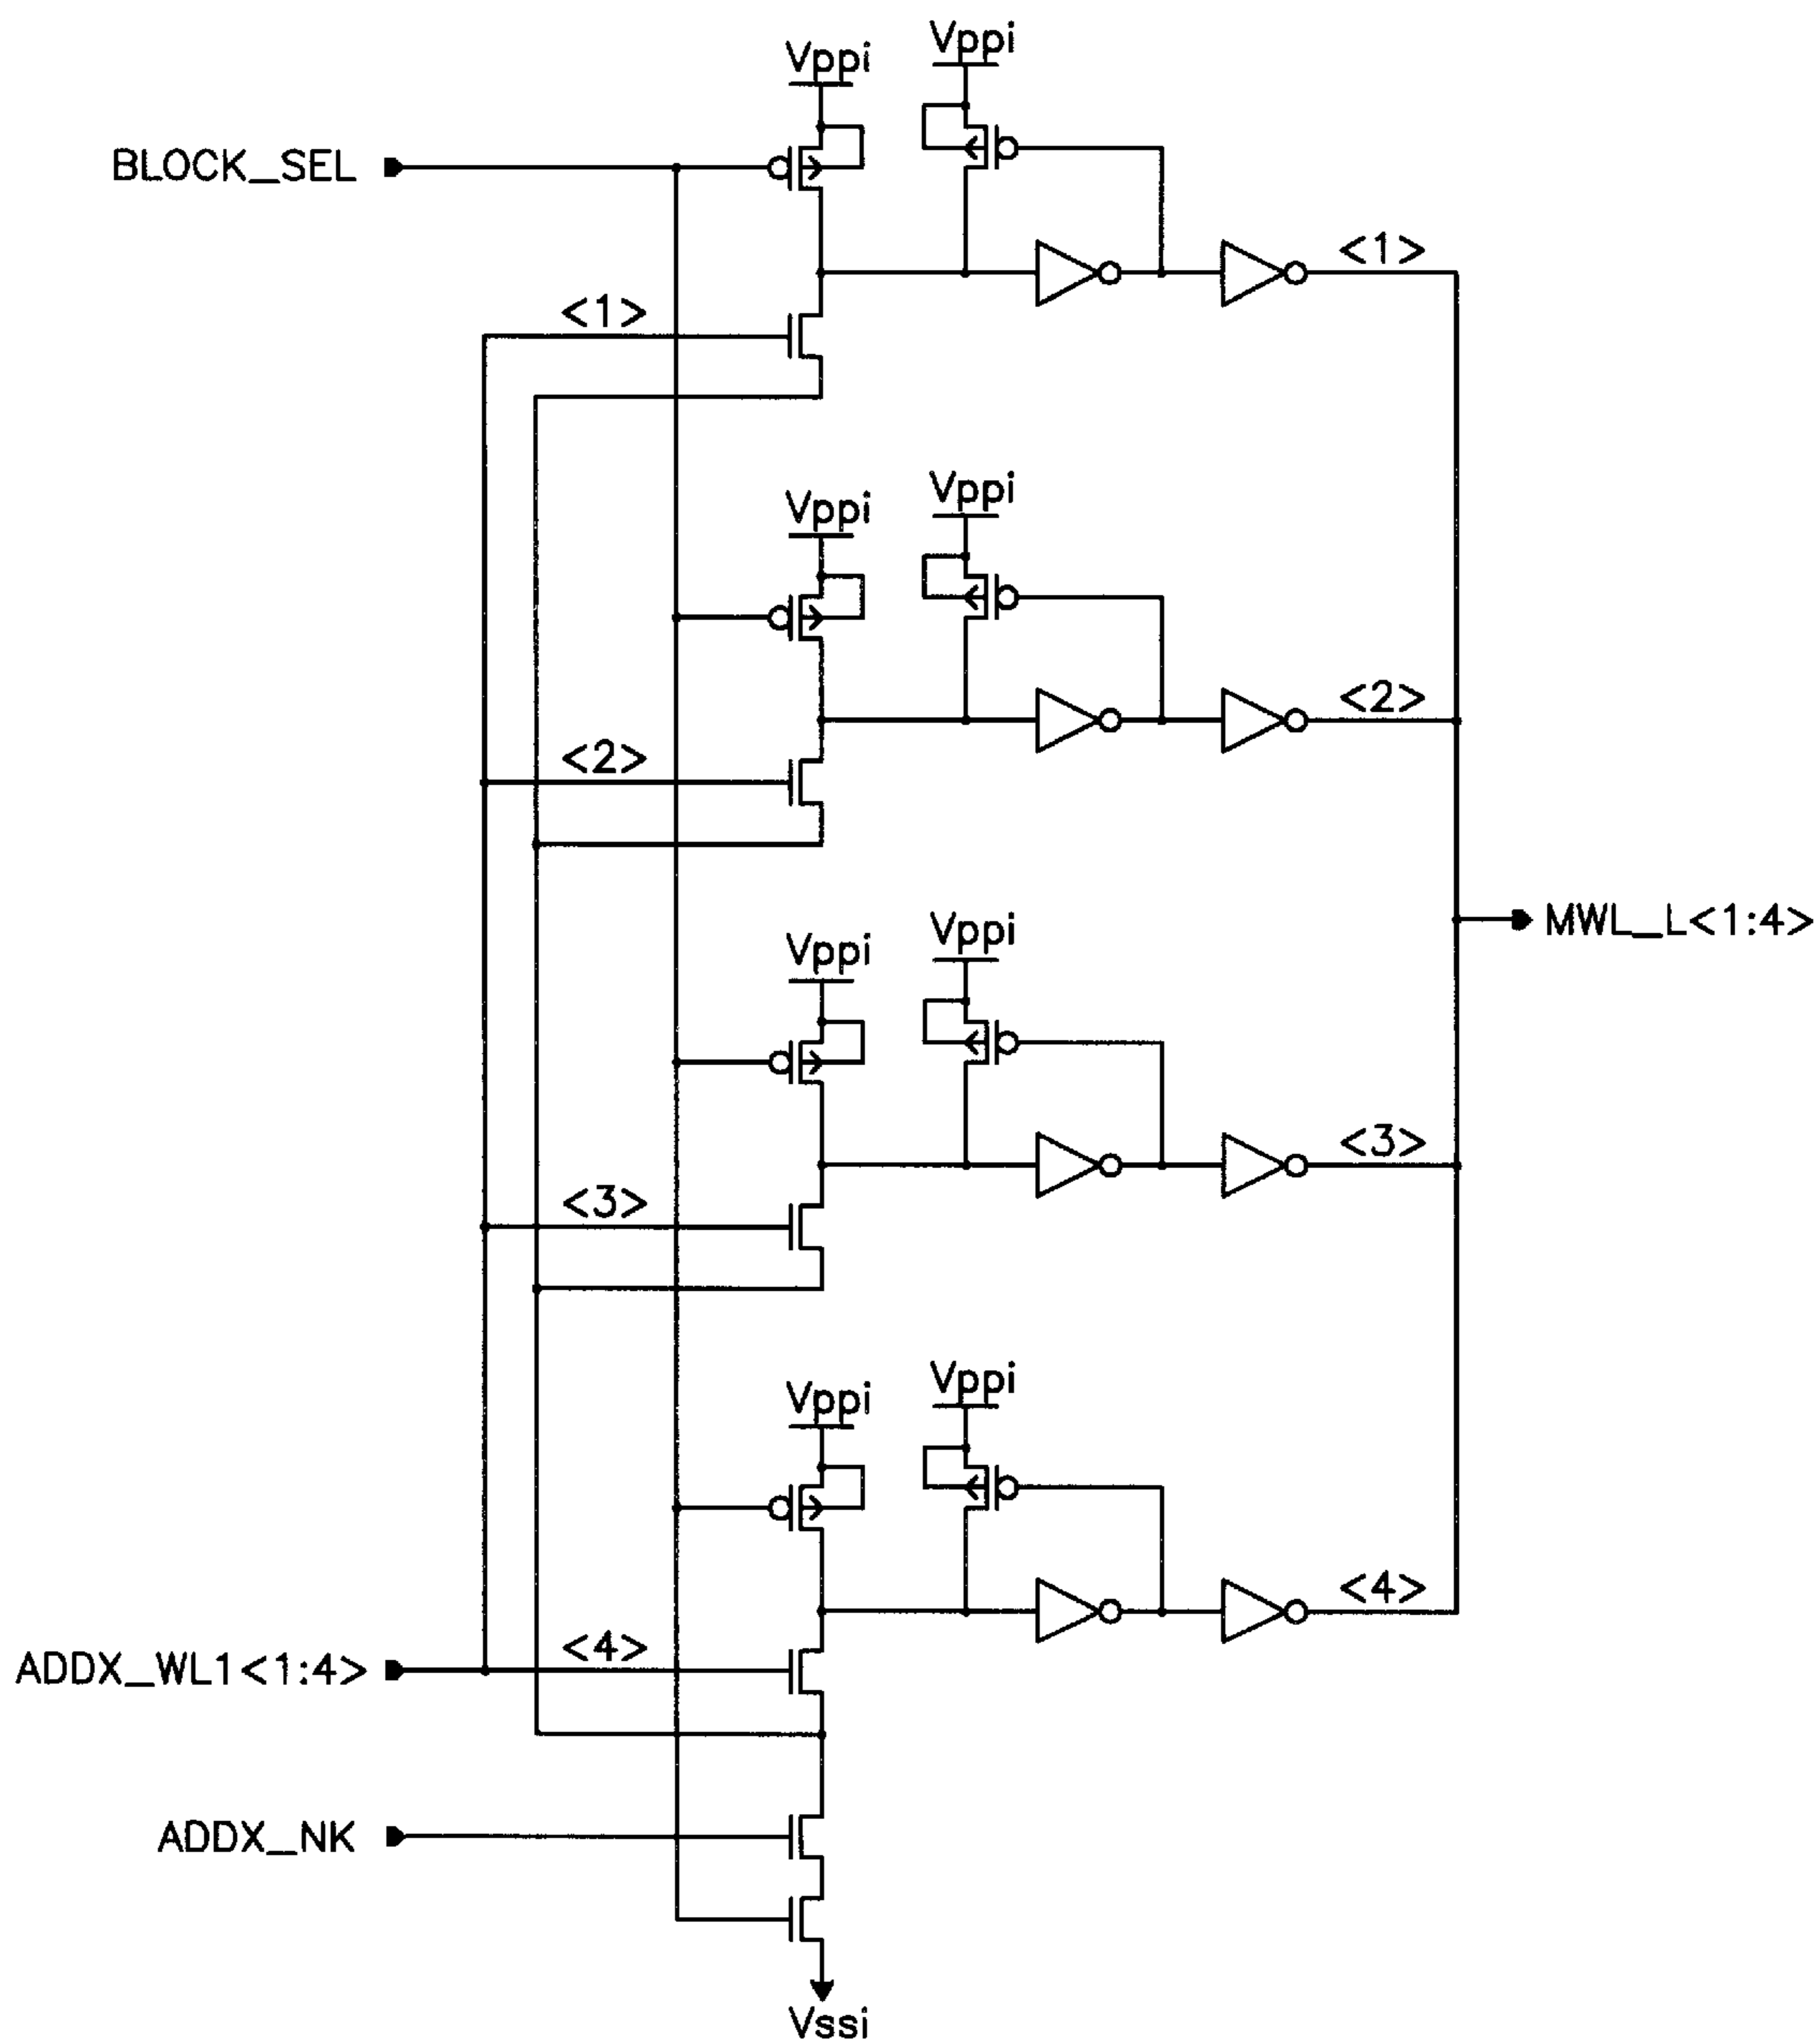 Vppi
Vppi
BLOCK_SEL
<1>
<1>
Vppi
Vppi
<2>
<2>
MWL_L<1:4>
Vppi
Vppi
<3>
<3>
Vppi
Vppi
<4>
<4>
ADDX_WL1<1:4>
ADDX_NK
Vssi